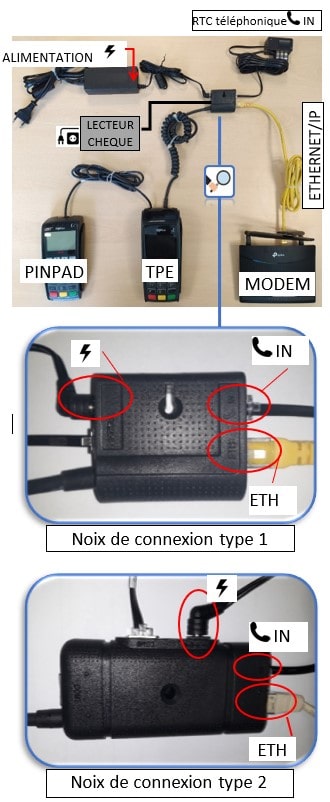 RTC téléphonique IN
ALIMENTATION
LECTEUR
CHEQUE
ETHERNET/IP
PINPAD
TPE
MODEM
IN
ETH
Noix de connexion type 1
IN
ETH
Noix de connexion type 2